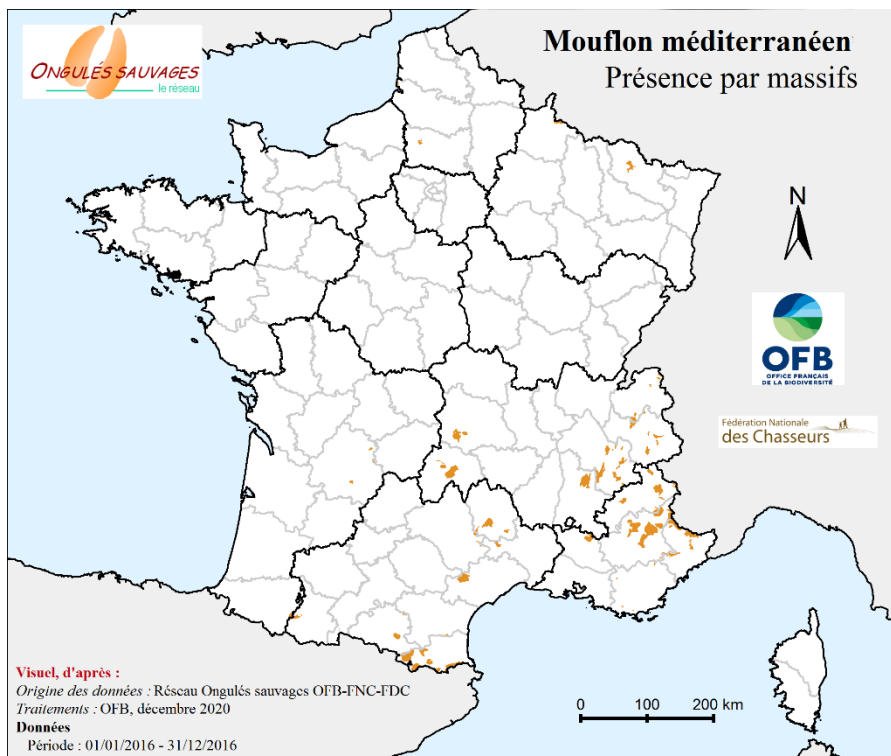 ONGULÉS SAUVAGES
le réseau
Mouflon méditerranéen
Présence par massifs
N
OFB
OFFICE FRANÇAIS
DE LA BIODIVERSITÉ
Fédération Nationale
des Chasseurs
Visuel, d'après :
Origine des données : Réseau Ongulés sauvages OFB-FNC-FDC
Traitements : OFB, décembre 2020
Données
Période : 01/01/2016 - 31/12/2016
0 100 200 km